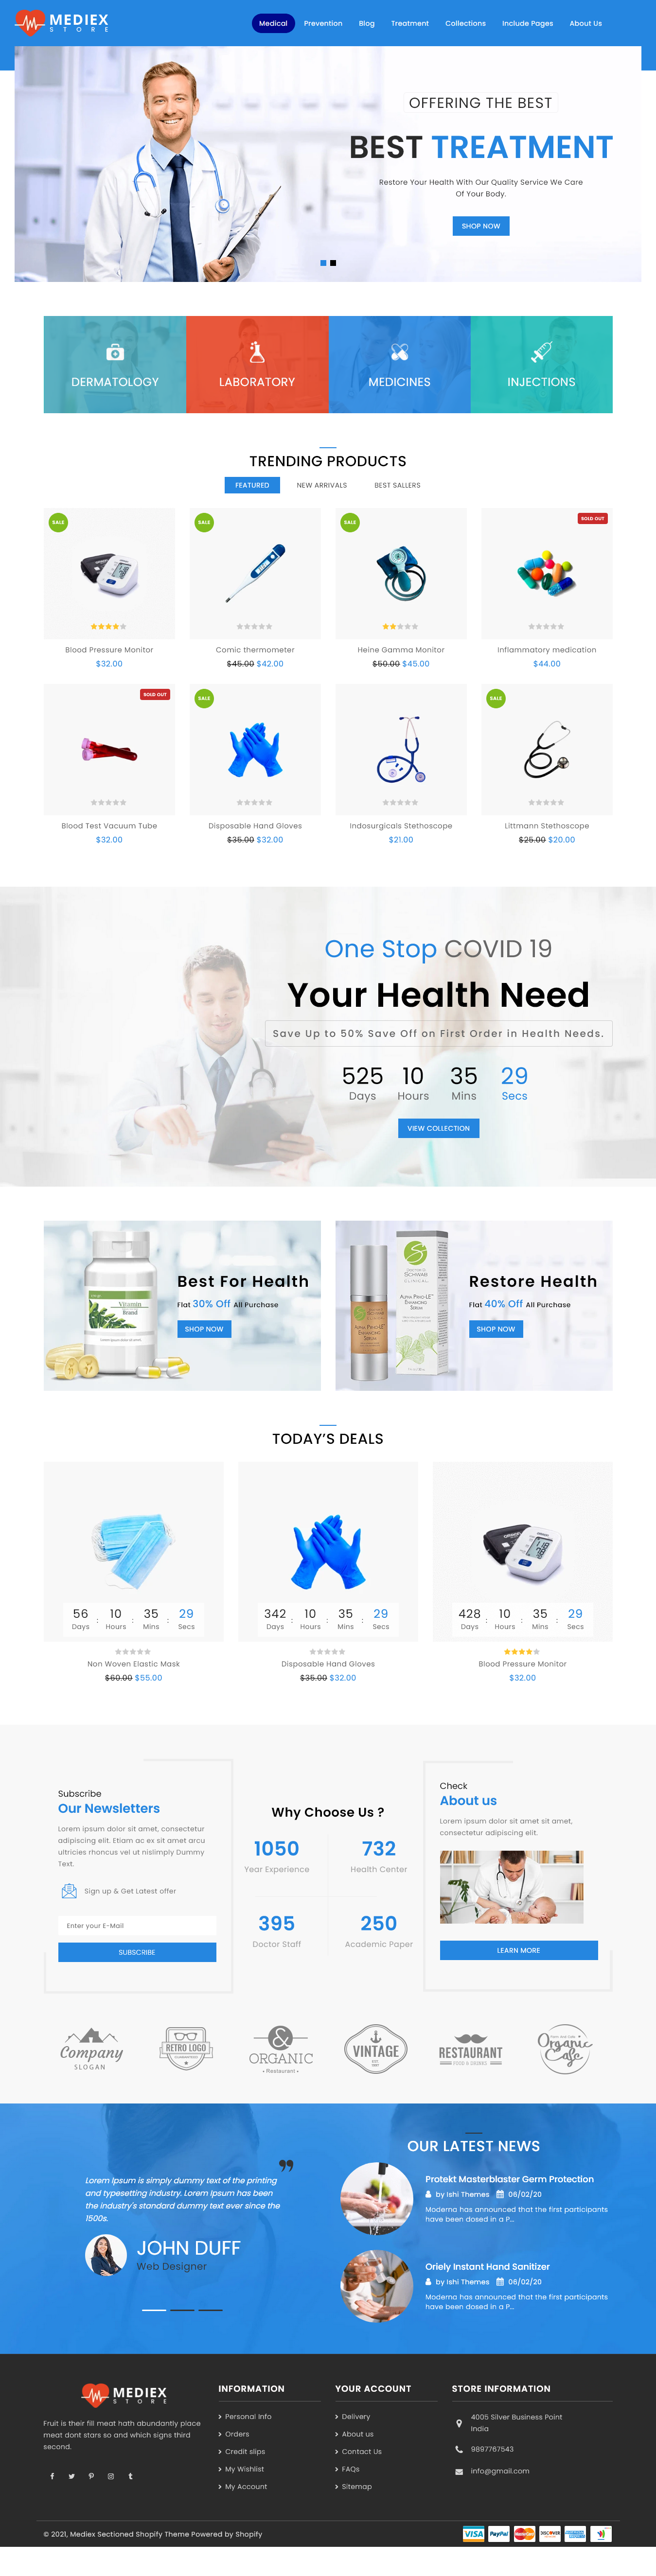 MEDIEX
STORE
Medical Prevention Blog Treatment Collections Include Pages About Us
OFFERING THE BEST
BEST TREATMENT
Restore Your Health With Our Quality Service We Care
Of Your Body.
SHOP NOW
DERMATOLOGY LABORATORY MEDICINES INJECTIONS
TRENDING PRODUCTS
FEATURED NEW ARRIVALS BEST SALLERS
SALE SALE SALE SOLD OUT
Blood Pressure Monitor Comic thermometer Heine Gamma Monitor Inflammatory medication
$32.00 $45.00 $42.00 $50.00 $45.00 $44.00
SOLD OUT SALE SALE
Blood Test Vacuum Tube Disposable Hand Gloves Indosurgicals Stethoscope Littmann Stethoscope
$32.00 $35.00 $32.00 $21.00 $25.00 $20.00
One Stop COVID 19
Your Health Need
Save Up to 50% Save Off on First Order in Health Needs.
525 10 35 29
Days Hours Mins Secs
VIEW COLLECTION
Vitamin
Brand
Best For Health
Flat 30% Off All Purchase
SHOP NOW
SCHWAB
CLINICAL
ALPHA PRHO-LE
ENHANCING
SERUM
Restore Health
Flat 40% Off All Purchase
SHOP NOW
TODAY'S DEALS
56 : 10 : 35 : 29
Days Hours Mins Secs
Non Woven Elastic Mask
$60.00 $55.00
342 : 10 : 35 : 29
Days Hours Mins Secs
Disposable Hand Gloves
$35.00 $32.00
428 : 10 : 35 : 29
Days Hours Mins Secs
Blood Pressure Monitor
$32.00
Subscribe
Our Newsletters
Lorem ipsum dolor sit amet, consectetur
adipiscing elit. Etiam ac ex sit amet arcu
ultricies rhoncus vel ut nislimply Dummy
Text.
Sign up & Get Latest offer
Enter your E-Mail
SUBSCRIBE
Why Choose Us ?
1050 732
Year Experience Health Center
395 250
Doctor Staff Academic Paper
Check
About us
Lorem ipsum dolor sit amet sit amet,
consectetur adipiscing elit.
LEARN MORE
Company
SLOGAN
RETRO LOGO
GUARANTEED
&
ORGANIC
• Restaurant •
VINTAGE
RESTAURANT
FOOD & DRINKS
Organic
Cafe
Lorem Ipsum is simply dummy text of the printing
and typesetting industry. Lorem Ipsum has been
the industry's standard dummy text ever since the
1500s.
JOHN DUFF
Web Designer
OUR LATEST NEWS
Protekt Masterblaster Germ Protection
by Ishi Themes 06/02/20
Moderna has announced that the first participants
have been dosed in a P...
Oriely Instant Hand Sanitizer
by Ishi Themes 06/02/20
Moderna has announced that the first participants
have been dosed in a P...
MEDIEX
STORE
Fruit is their fill meat hath abundantly place
meat dont stars so and which signs third
second.
INFORMATION
Personal Info
Orders
Credit slips
My Wishlist
My Account
YOUR ACCOUNT
Delivery
About us
Contact Us
FAQs
Sitemap
STORE INFORMATION
4005 Silver Business Point
India
9897767543
info@gmail.com
© 2021, Mediex Sectioned Shopify Theme Powered by Shopify
VISA PayPal MasterCard DISCOVER